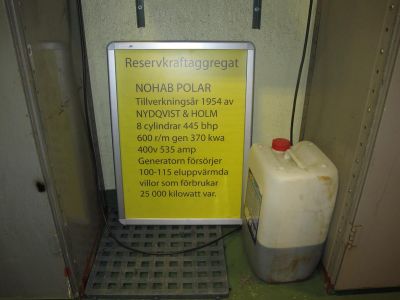 Reservkraftaggregat
NOHAB POLAR
Tillverkningsår 1954 av
NYDQVIST & HOLM
8 cylindrar 445 bhp
600 r/m gen 370 kwa
400v 535 amp
Generatorn försörjer
100-115 eluppvärmda
villor som förbrukar
25 000 kilowatt var.